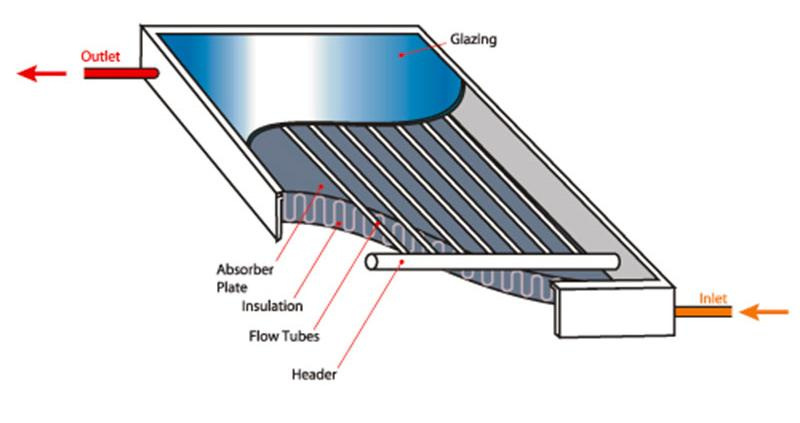 Glazing
Outlet
Absorber
Plate
Insulation
Inlet
Flow Tubes
Header